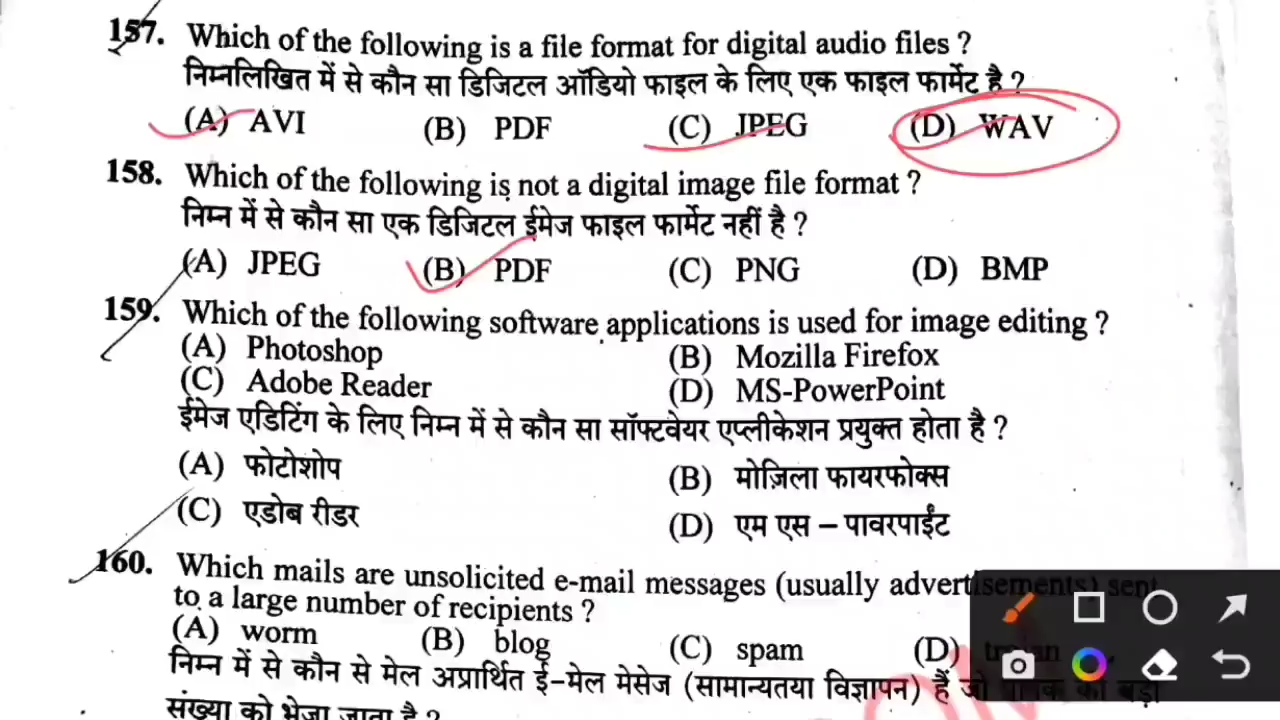 157. Which of the following is a file format for digital audio files ?
निम्नलिखित में से कौन सा डिजिटल ऑडियो फाइल के लिए एक फाइल फार्मेट है ?
(A) AVI (B) PDF (C) JPEG (D) WAV
158. Which of the following is not a digital image file format ?
निम्न में से कौन सा एक डिजिटल ईमेज फाइल फार्मेट नहीं है ?
(A) JPEG (B) PDF (C) PNG (D) BMP
159. Which of the following software applications is used for image editing ?
(A) Photoshop (B) Mozilla Firefox
(C) Adobe Reader (D) MS-PowerPoint
ईमेज एडिटिंग के लिए निम्न में से कौन सा सॉफ्टवेयर एप्लीकेशन प्रयुक्त होता है ?
(A) फोटोशोप (B) मोज़िला फायरफोक्स
(C) एडोब रीडर (D) एम एस – पावरपाईंट
160. Which mails are unsolicited e-mail messages (usually advertisements) sent
to a large number of recipients ?
(A) worm (B) blog (C) spam (D) trojan
निम्न में से कौन से मेल अप्रार्थित ई-मेल मेसेज (सामान्यतया विज्ञापन) हैं जो की बड़ी
संख्या को भेजा जाता है ?